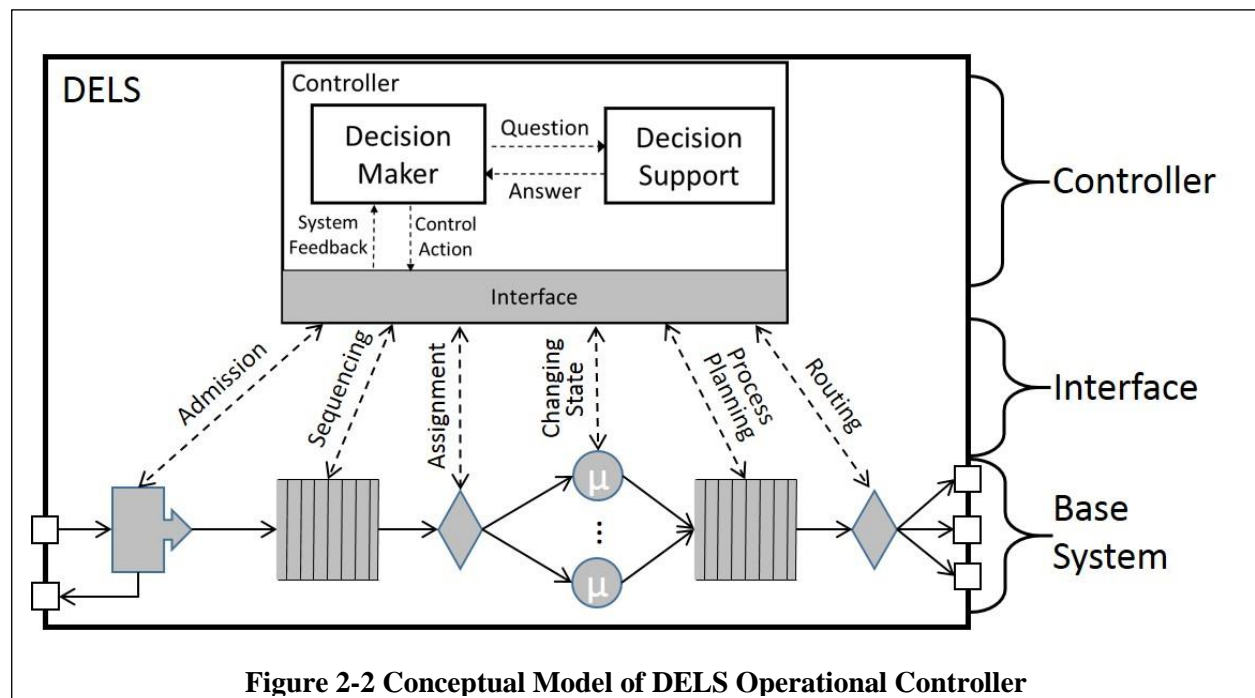 DELS
Controller
Decision
Maker
Question
Answer
Decision
Support
System
Feedback
Control
Action
Interface
Admission
Sequencing
Assignment
Changing
State
Process
Planning
Routing
μ
...
μ
Controller
Interface
Base
System
Figure 2-2 Conceptual Model of DELS Operational Controller